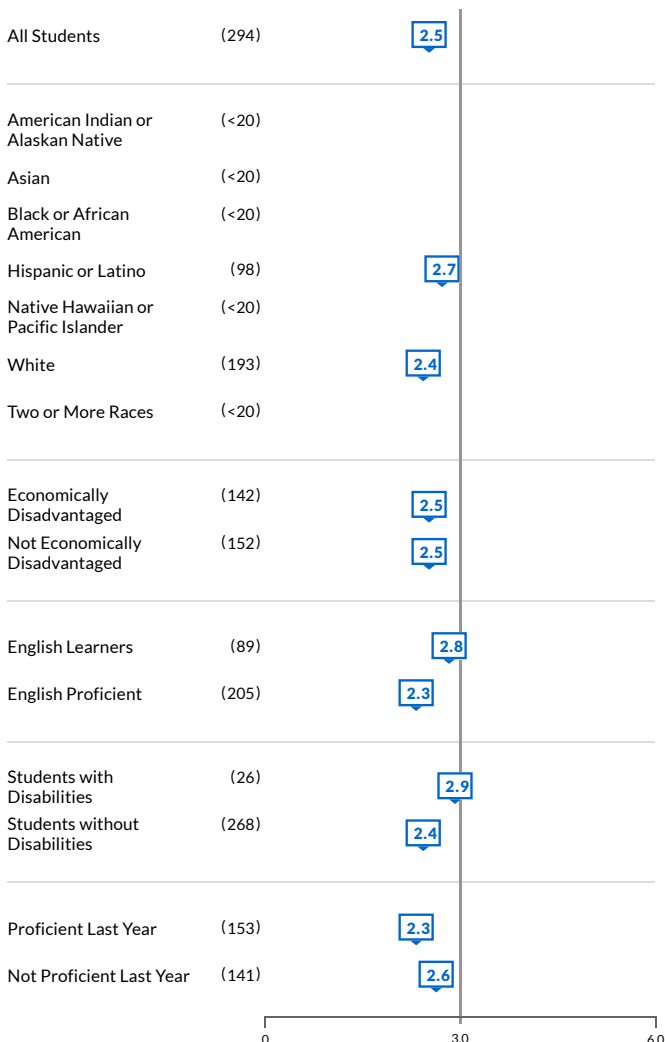 All Students (294) 2.5
American Indian or (<20)
Alaskan Native
Asian (<20)
Black or African (<20)
American
Hispanic or Latino (98) 2.7
Native Hawaiian or (<20)
Pacific Islander
White (193) 2.4
Two or More Races (<20)
Economically (142) 2.5
Disadvantaged
Not Economically (152) 2.5
Disadvantaged
English Learners (89) 2.8
English Proficient (205) 2.3
Students with (26) 2.9
Disabilities
Students without (268) 2.4
Disabilities
Proficient Last Year (153) 2.3
Not Proficient Last Year (141) 2.6
0 3.0 6.0